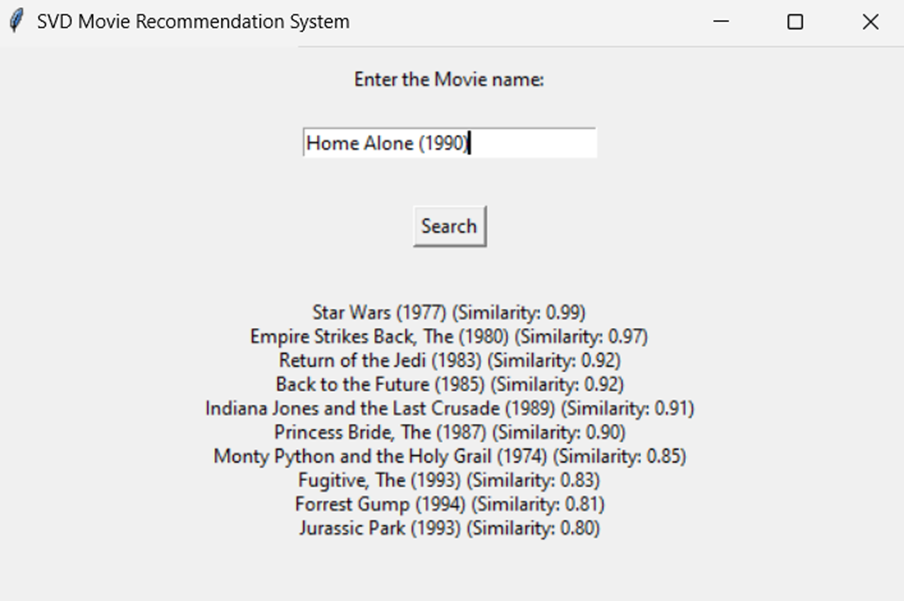 SVD Movie Recommendation System
Enter the Movie name:
Home Alone (1990)
Search
Star Wars (1977) (Similarity: 0.99)
Empire Strikes Back, The (1980) (Similarity: 0.97)
Return of the Jedi (1983) (Similarity: 0.92)
Back to the Future (1985) (Similarity: 0.92)
Indiana Jones and the Last Crusade (1989) (Similarity: 0.91)
Princess Bride, The (1987) (Similarity: 0.90)
Monty Python and the Holy Grail (1974) (Similarity: 0.85)
Fugitive, The (1993) (Similarity: 0.83)
Forrest Gump (1994) (Similarity: 0.81)
Jurassic Park (1993) (Similarity: 0.80)